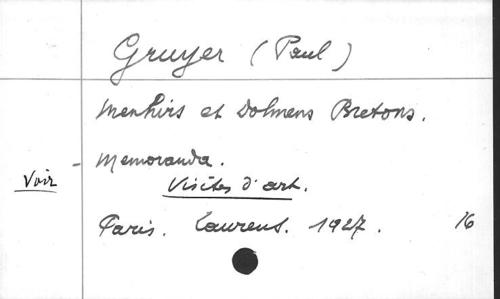 Gruyer (Paul)
Menhirs et Dolmens Bretons.
- Memoranda.
Voir Visites d'art.
Paris. Laurens. 1927. 16